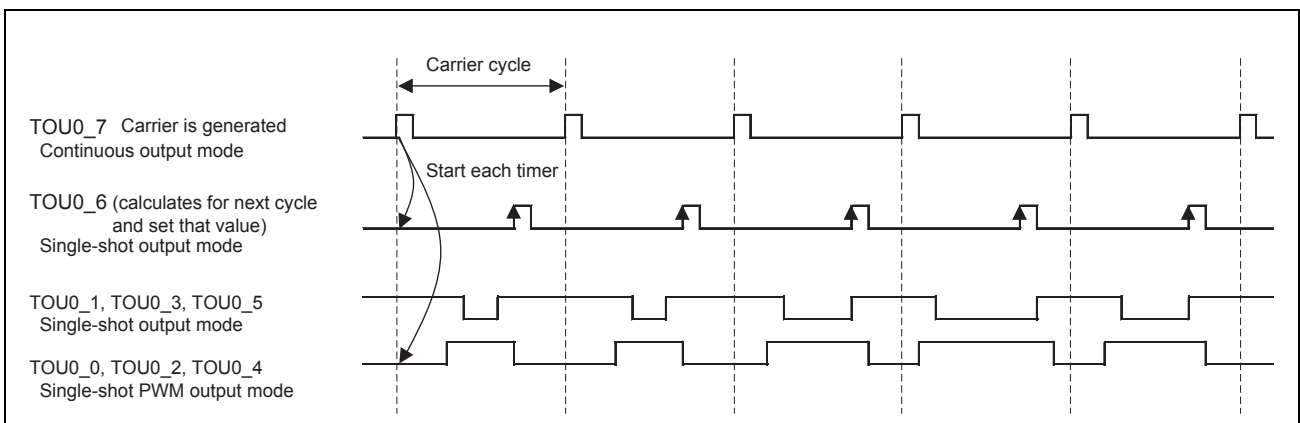 Carrier cycle
TOU0_7 Carrier is generated
Continuous output mode
Start each timer
TOU0_6 (calculates for next cycle
and set that value)
Single-shot output mode
TOU0_1, TOU0_3, TOU0_5
Single-shot output mode
TOU0_0, TOU0_2, TOU0_4
Single-shot PWM output mode